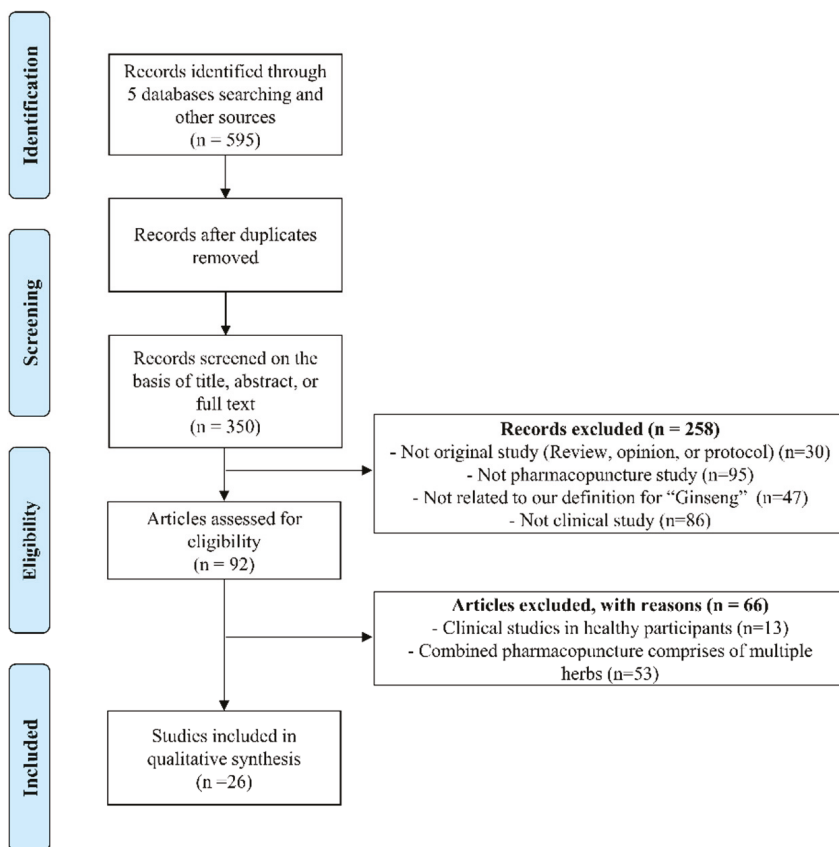 Identification
Records identified through
5 databases searching and
other sources
(n = 595)
Records after duplicates
removed
Screening
Records screened on the
basis of title, abstract, or
full text
(n = 350)
Records excluded (n = 258)
- Not original study (Review, opinion, or protocol) (n=30)
- Not pharmacopuncture study (n=95)
- Not related to our definition for “Ginseng” (n=47)
- Not clinical study (n=86)
Eligibility
Articles assessed for
eligibility
(n = 92)
Articles excluded, with reasons (n = 66)
- Clinical studies in healthy participants (n=13)
- Combined pharmacopuncture comprises of multiple
herbs (n=53)
Included
Studies included in
qualitative synthesis
(n =26)